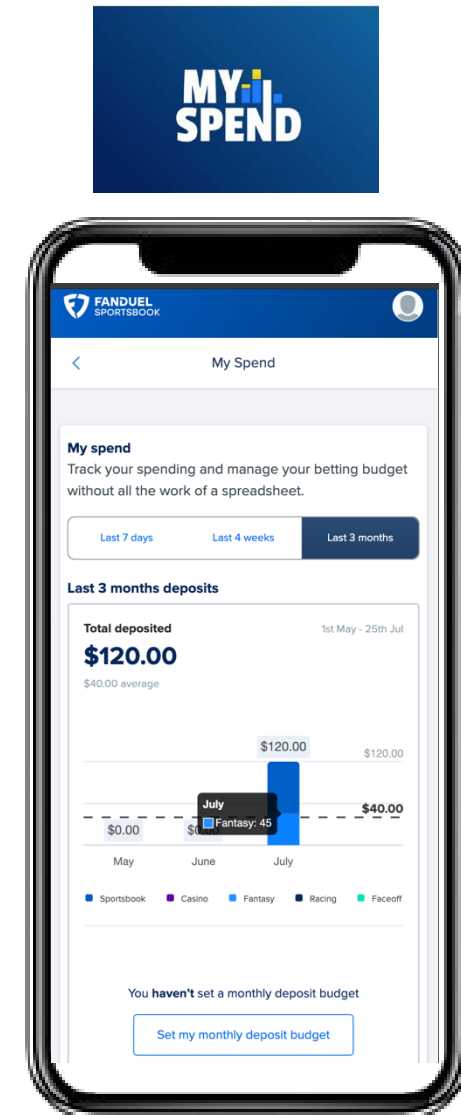 MY
SPEND
FANDUEL
SPORTSBOOK
My Spend
My spend
Track your spending and manage your betting budget
without all the work of a spreadsheet.
Last 7 days Last 4 weeks Last 3 months
Last 3 months deposits
Total deposited 1st May - 25th Jul
$120.00
$40.00 average
$120.00 $120.00
July $40.00
Fantasy: 45
$0.00
May June July
Sportsbook Casino Fantasy Racing Faceoff
You haven't set a monthly deposit budget
Set my monthly deposit budget